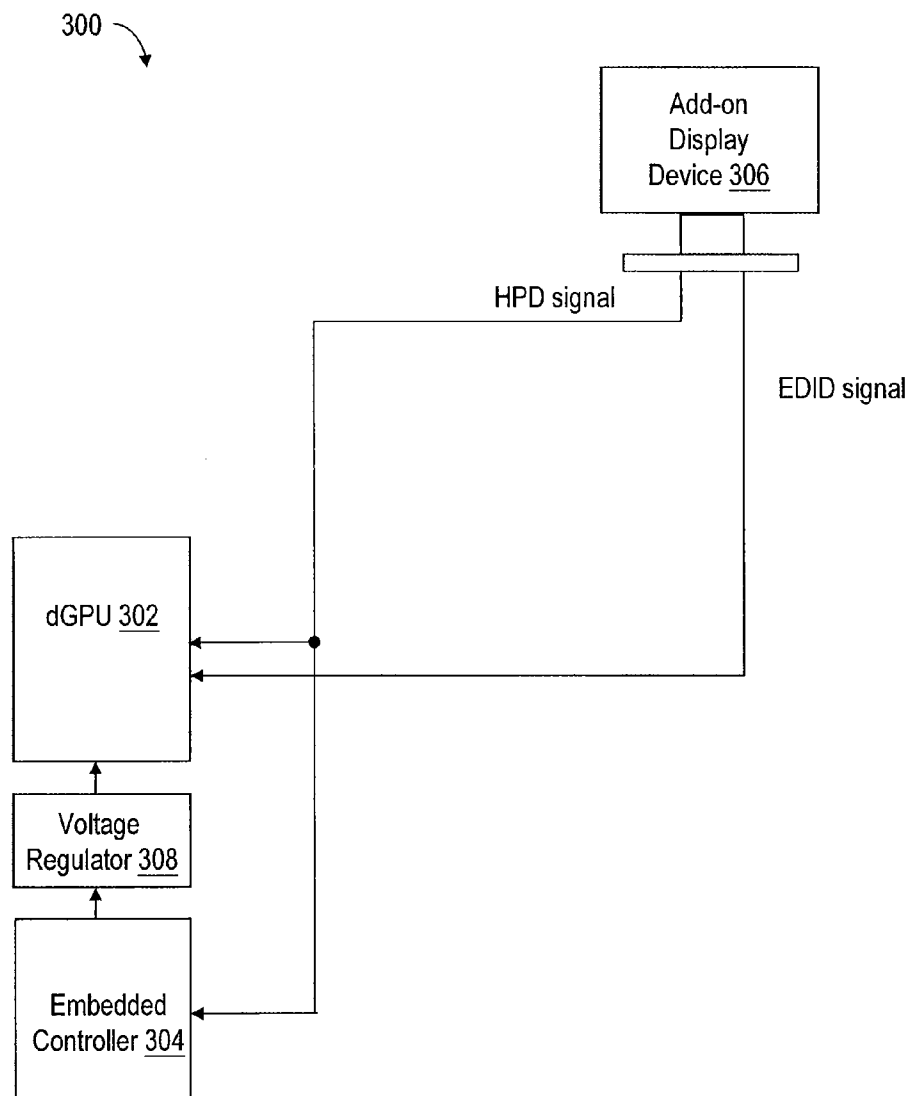 300
Add-on
Display
Device 306
HPD signal
EDID signal
dGPU 302
Voltage
Regulator 308
Embedded
Controller 304